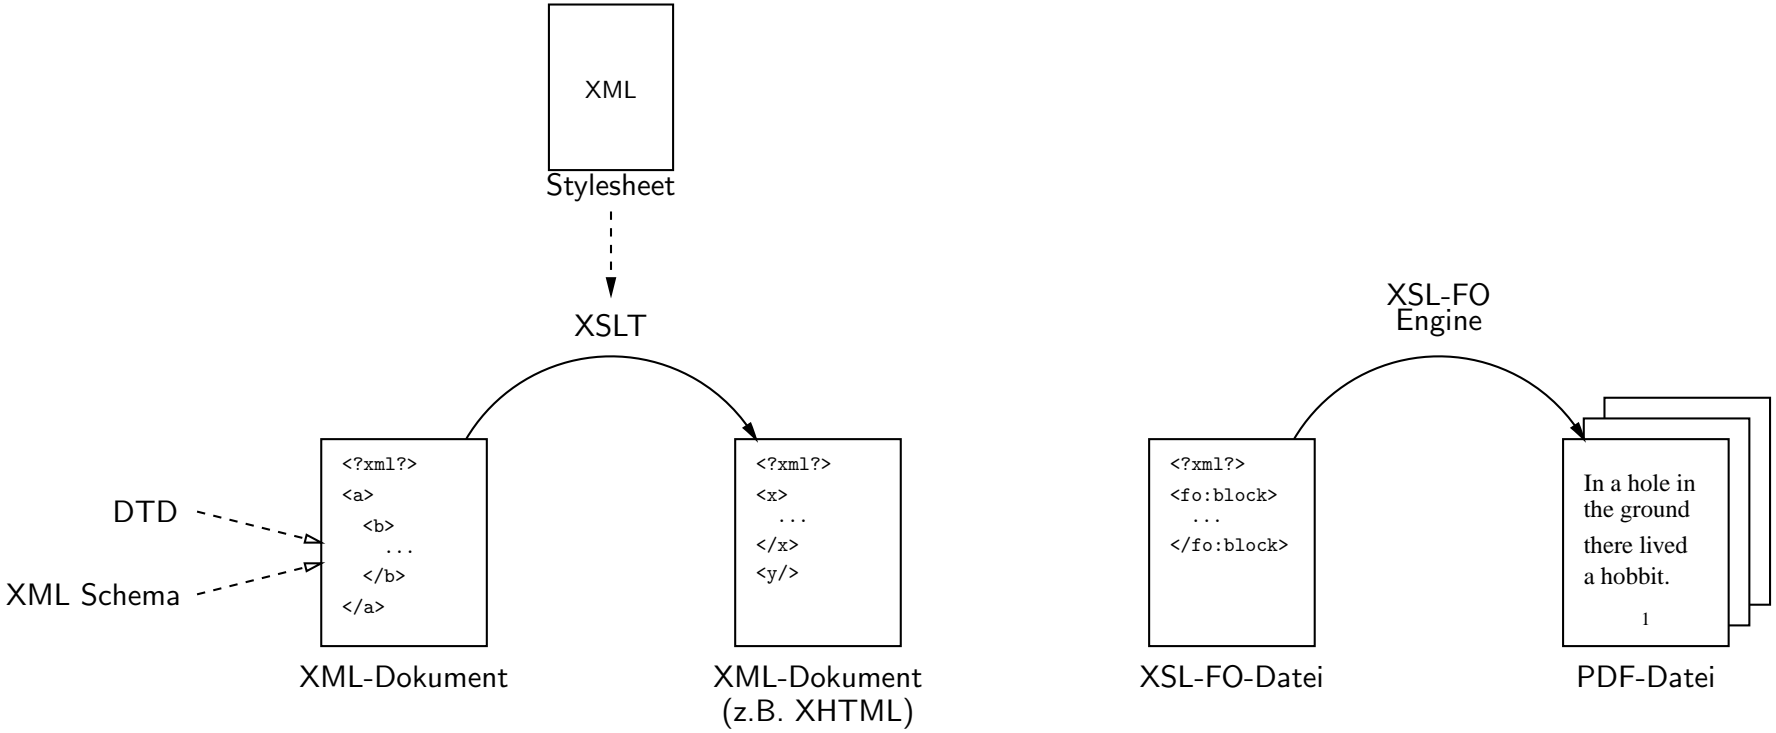 XML
Stylesheet
XSLT
XSL-FO
Engine
DTD
XML Schema
<?xml?>
<a>
<b>
...
</b>
</a>
XML-Dokument
<?xml?>
<x>
...
</x>
<y/>
XML-Dokument
(z.B. XHTML)
<?xml?>
<fo:block>
...
</fo:block>
XSL-FO-Datei
In a hole in
the ground
there lived
a hobbit.
1
PDF-Datei